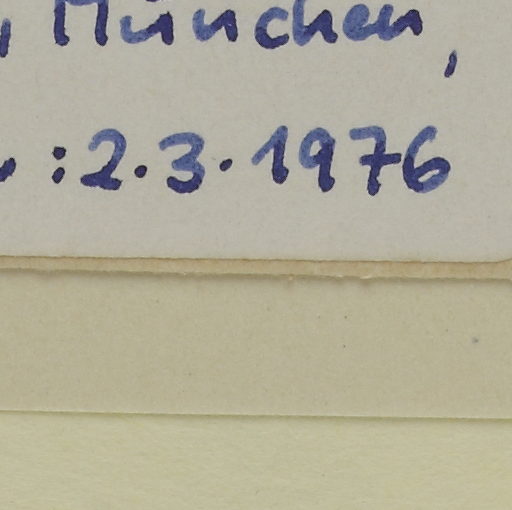 , München,
: 2.3.1976